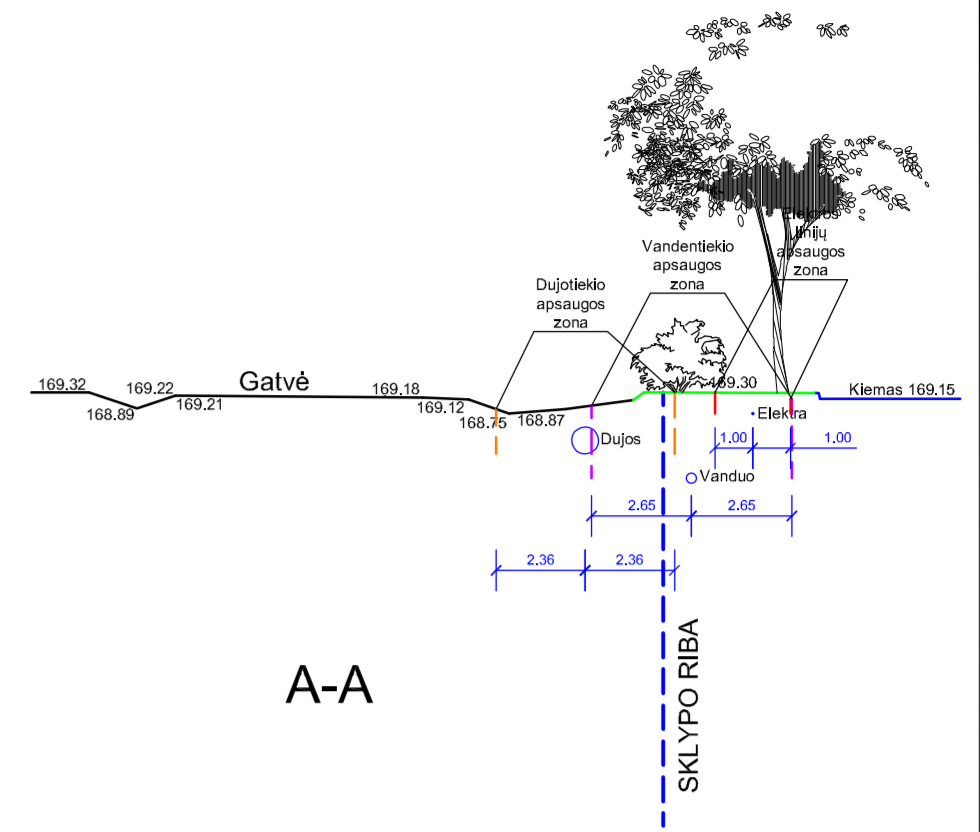 Elektros
linijų
apsaugos
zona
Vandentiekio
apsaugos
zona
Dujotiekio
apsaugos
zona
169.32
168.89
169.22
169.21
Gatvė
169.18
169.12
168.75
168.87
169.30
Kiemas 169.15
Elektra
Dujos
1.00
1.00
Vanduo
2.65
2.65
2.36
2.36
A-A
SKLYPO RIBA